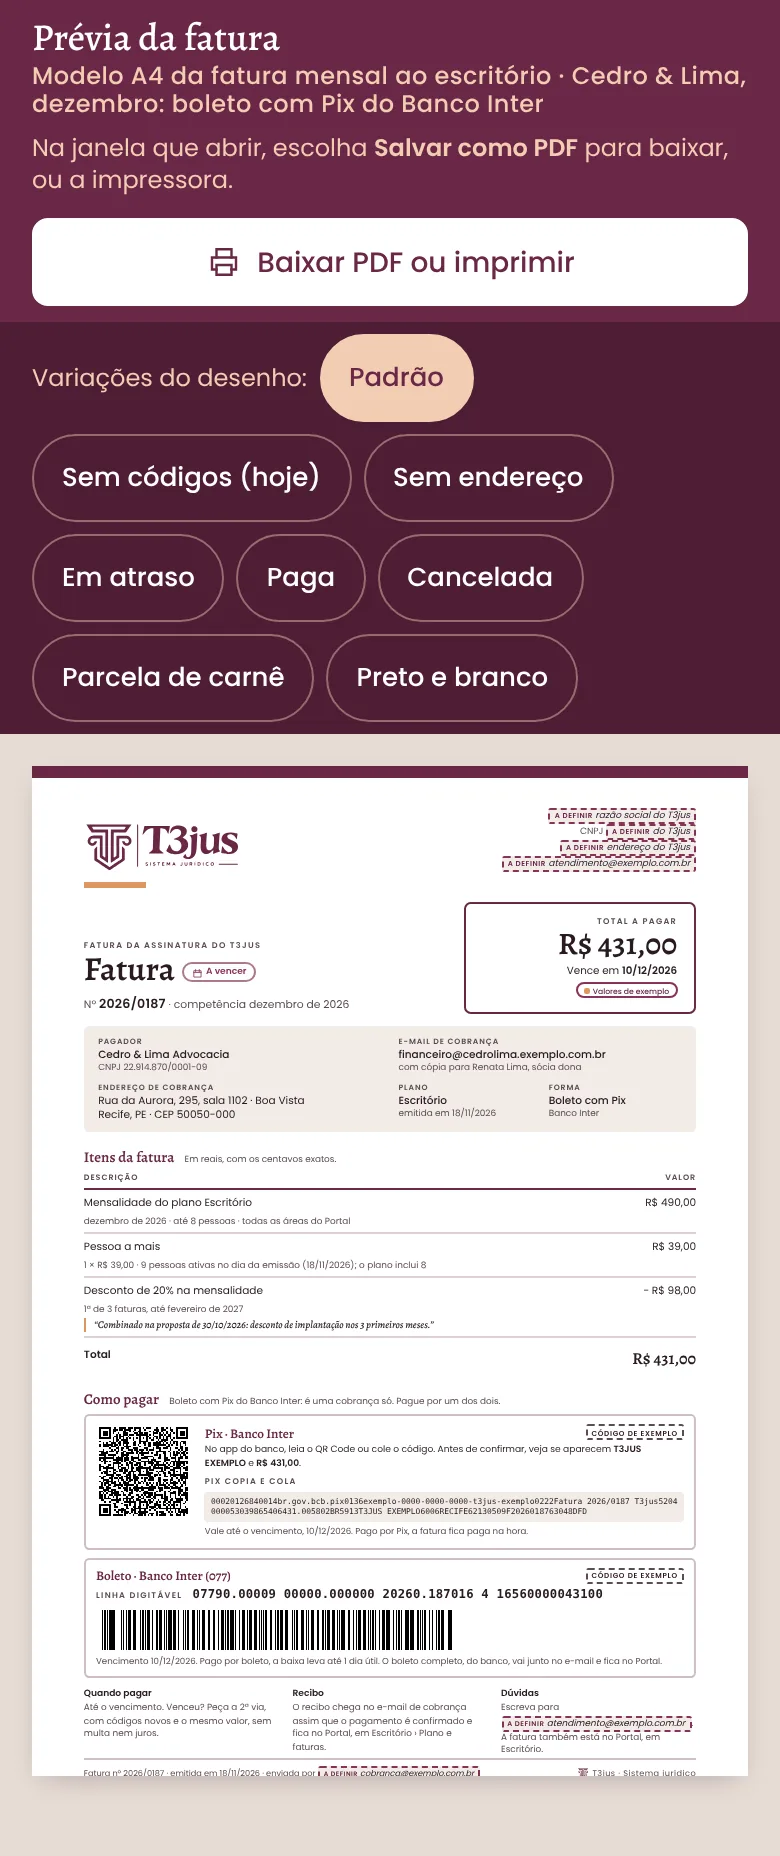 Prévia da fatura
Modelo A4 da fatura mensal ao escritório · Cedro & Lima,
dezembro: boleto com Pix do Banco Inter
Na janela que abrir, escolha Salvar como PDF para baixar,
ou a impressora.
Baixar PDF ou imprimir
Variações do desenho: Padrão
Sem códigos (hoje) Sem endereço
Em atraso Paga Cancelada
Parcela de carnê Preto e branco
T3jus
SISTEMA JURÍDICO
A DEFINIR razão social do T3jus
CNPJ A DEFINIR do T3jus
A DEFINIR endereço do T3jus
A DEFINIR atendimento@exemplo.com.br
FATURA DA ASSINATURA DO T3JUS
Fatura A vencer
Nº 2026/0187 · competência dezembro de 2026
TOTAL A PAGAR
R$ 431,00
Vence em 10/12/2026
Valores de exemplo
PAGADOR
Cedro & Lima Advocacia
CNPJ 22.914.870/0001-09
E-MAIL DE COBRANÇA
financeiro@cedrolima.exemplo.com.br
com cópia para Renata Lima, sócia dona
ENDEREÇO DE COBRANÇA
Rua da Aurora, 295, sala 1102 · Boa Vista
Recife, PE · CEP 50050-000
PLANO
Escritório
emitida em 18/11/2026
FORMA
Boleto com Pix
Banco Inter
Itens da fatura Em reais, com os centavos exatos.
DESCRIÇÃO VALOR
Mensalidade do plano Escritório R$ 490,00
dezembro de 2026 · até 8 pessoas · todas as áreas do Portal
Pessoa a mais R$ 39,00
1 × R$ 39,00 · 9 pessoas ativas no dia da emissão (18/11/2026); o plano inclui 8
Desconto de 20% na mensalidade − R$ 98,00
1ª de 3 faturas, até fevereiro de 2027
"Combinado na proposta de 30/10/2026: desconto de implantação nos 3 primeiros meses."
Total R$ 431,00
Como pagar Boleto com Pix do Banco Inter: é uma cobrança só. Pague por um dos dois.
Pix · Banco Inter CÓDIGO DE EXEMPLO
No app do banco, leia o QR Code ou cole o código. Antes de confirmar, veja se aparecem T3JUS
EXEMPLO e R$ 431,00.
PIX COPIA E COLA
00020126840014br.gov.bcb.pix0136exemplo-0000-0000-0000-t3jus-exemplo0222Fatura 2026/0187 T3jus5204
000053039865406431.005802BR5913T3JUS EXEMPLO6006RECIFE62130509F2026018763048DFD
Vale até o vencimento, 10/12/2026. Pago por Pix, a fatura fica paga na hora.
Boleto · Banco Inter (077) CÓDIGO DE EXEMPLO
LINHA DIGITÁVEL 07790.00009 00000.000000 20260.187016 4 16560000043100
Vencimento 10/12/2026. Pago por boleto, a baixa leva até 1 dia útil. O boleto completo, do banco, vai junto no e-mail e fica no Portal.
Quando pagar
Até o vencimento. Venceu? Peça a 2ª via,
com códigos novos e o mesmo valor, sem
multa nem juros.
Recibo
O recibo chega no e-mail de cobrança
assim que o pagamento é confirmado e
fica no Portal, em Escritório › Plano e
faturas.
Dúvidas
Escreva para
A DEFINIR atendimento@exemplo.com.br.
A fatura também está no Portal, em
Escritório.
Fatura nº 2026/0187 · emitida em 18/11/2026 · enviada por A DEFINIR cobranca@exemplo.com.br
T3jus · Sistema jurídico